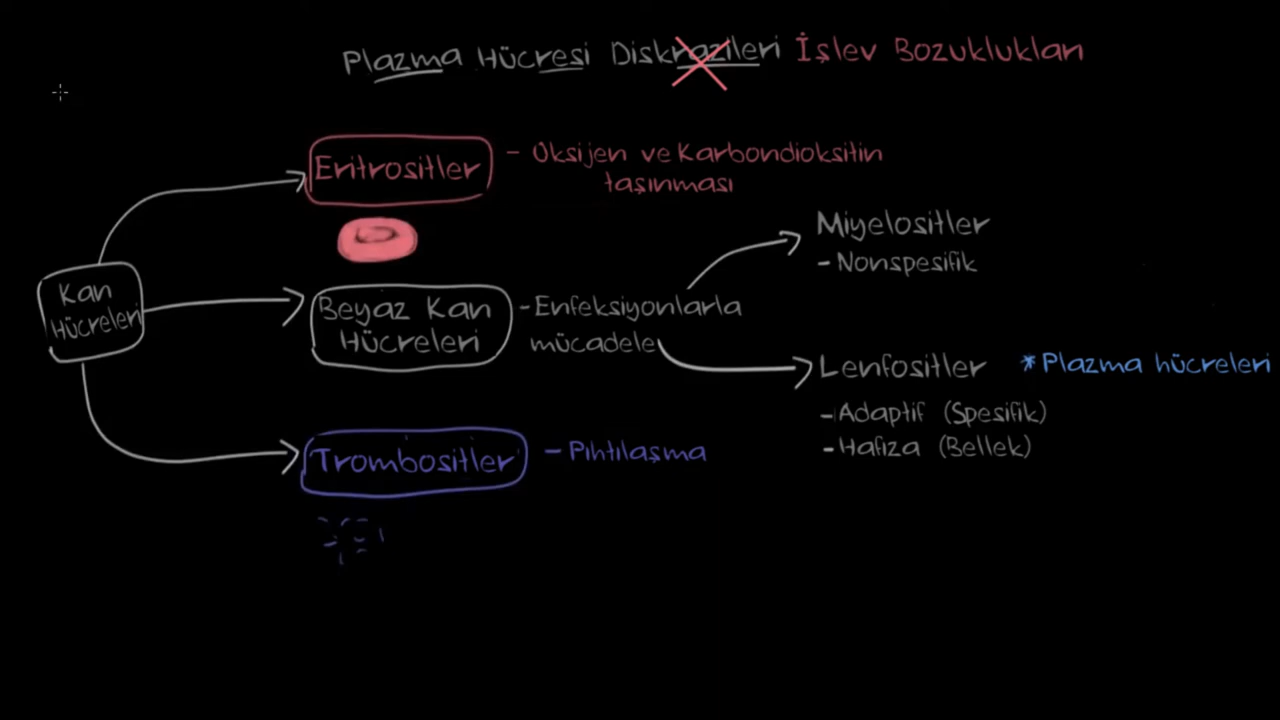 Plazma Hücresi Diskrazileri İşlev Bozuklukları
Eritrositler
- Oksijen ve Karbondioksitin
taşınması
Miyelositler
- Nonspesifik
Kan
Hücreleri
Beyaz Kan
Hücreleri
- Enfeksiyonlarla
mücadele
Lenfositler
* Plazma hücreleri
- Adaptif (Spesifik)
- Hafıza (Bellek)
Trombositler
- Pıhtılaşma